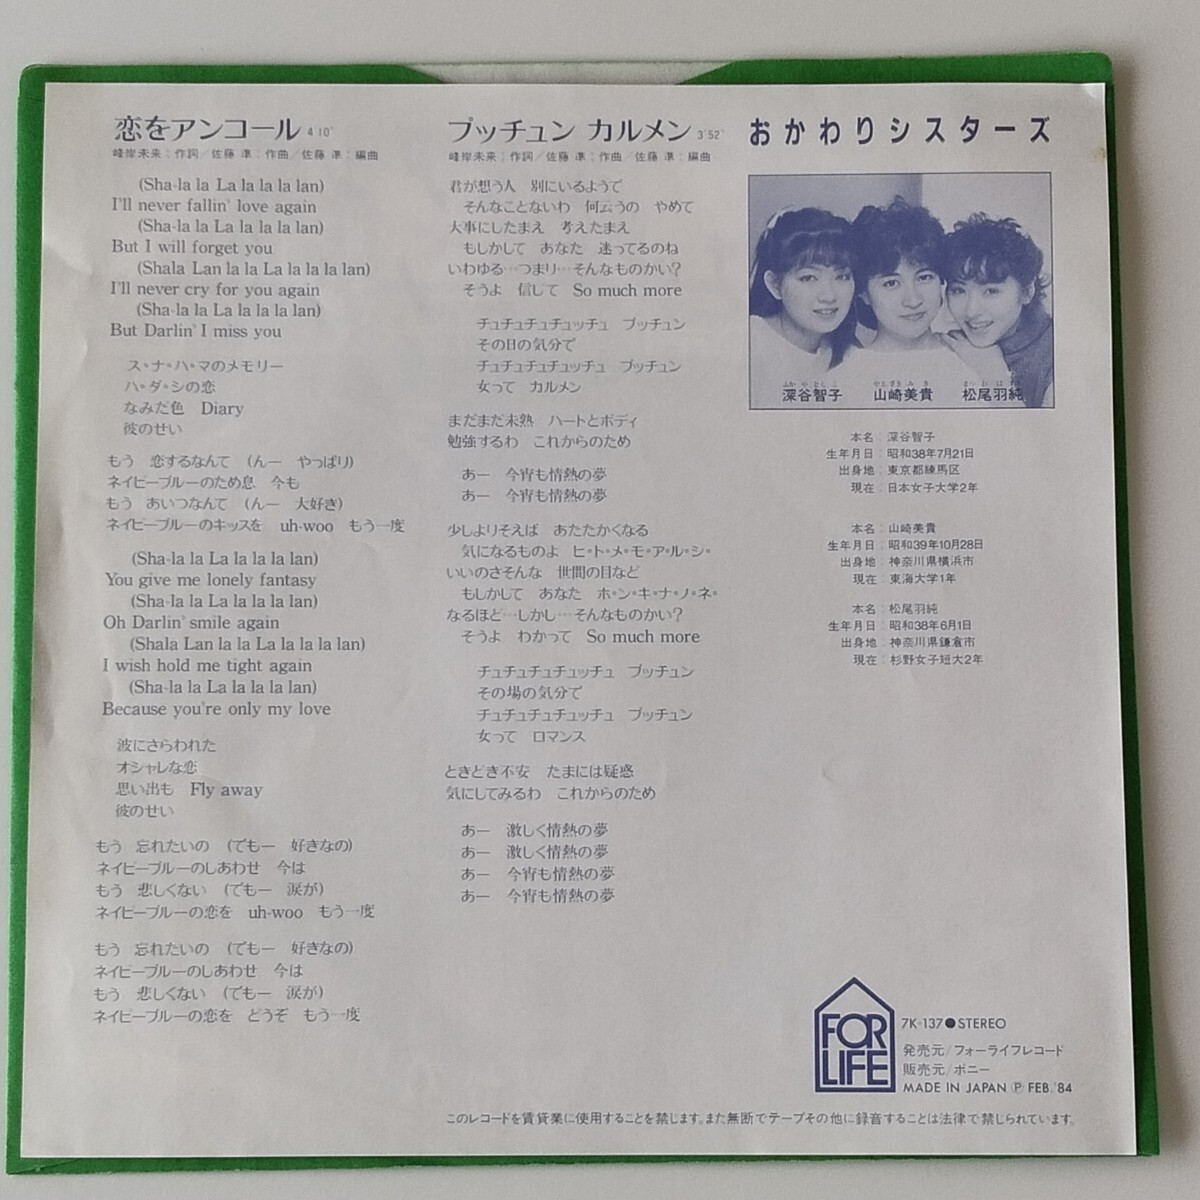 恋をアンコール 4'10"
峰岸未来：作詞／佐藤 準：作曲／佐藤 準：編曲
(Sha-la la La la la la lan)
I'll never fallin' love again
(Sha-la la La la la la lan)
But I will forget you
(Shala Lan la la La la la la lan)
I'll never cry for you again
(Sha-la la La la la la lan)
But Darlin' I miss you
ス・ナ・ハ・マのメモリー
ハ・ダ・シの恋
なみだ色 Diary
彼のせい
もう 恋するなんて (んー やっぱり)
ネイビーブルーのため息 今も
もう あいつなんて (んー 大好き)
ネイビーブルーのキッスを uh-woo もう一度
(Sha-la la La la la la lan)
You give me lonely fantasy
(Sha-la la La la la la lan)
Oh Darlin' smile again
(Shala Lan la la La la la la lan)
I wish hold me tight again
(Sha-la la La la la la lan)
Because you're only my love
波にさらわれた
オシャレな恋
思い出も Fly away
彼のせい
もう 忘れたいの (でもー 好きなの)
ネイビーブルーのしあわせ 今は
もう 悲しくない (でもー 涙が)
ネイビーブルーの恋を uh-woo もう一度
もう 忘れたいの (でもー 好きなの)
ネイビーブルーのしあわせ 今は
もう 悲しくない (でもー 涙が)
ネイビーブルーの恋を どうぞ もう一度
プッチュン カルメン 3'52"
峰岸未来：作詞／佐藤 準：作曲／佐藤 準：編曲
君が想う人 別にいるようで
そんなことないわ 何云うの やめて
大事にしたまえ 考えたまえ
もしかして あなた 迷ってるのね
いわゆる…つまり…そんなものかい?
そうよ 信じて So much more
チュチュチュチュッチュ プッチュン
その日の気分で
チュチュチュチュッチュ プッチュン
女って カルメン
まだまだ未熟 ハートとボディ
勉強するわ これからのため
あー 今宵も情熱の夢
あー 今宵も情熱の夢
少しよりそえば あたたかくなる
気になるものよ ヒ・ト・メ・モ・ア・ル・シ・
いいのさそんな 世間の目など
もしかして あなた ホ・ン・キ・ナ・ノ・ネ・
なるほど…しかし…そんなものかい?
そうよ わかって So much more
チュチュチュチュッチュ プッチュン
その場の気分で
チュチュチュチュッチュ プッチュン
女って ロマンス
ときどき不安 たまには疑惑
気にしてみるわ これからのため
あー 激しく情熱の夢
あー 激しく情熱の夢
あー 今宵も情熱の夢
あー 今宵も情熱の夢
おかわりシスターズ
ふかやとしこ やまざきみき まつおはすみ
深谷智子 山崎美貴 松尾羽純
本名：深谷智子
生年月日：昭和38年7月21日
出身地：東京都練馬区
現在：日本女子大学2年
本名：山崎美貴
生年月日：昭和39年10月28日
出身地：神奈川県横浜市
現在：東海大学1年
本名：松尾羽純
生年月日：昭和38年6月1日
出身地：神奈川県鎌倉市
現在：杉野女子短大2年
FOR
LIFE
7K-137●STEREO
発売元／フォーライフレコード
販売元／ポニー
MADE IN JAPAN Ⓟ FEB.'84
このレコードを賃貸業に使用することを禁じます。また無断でテープその他に録音することは法律で禁じられています。